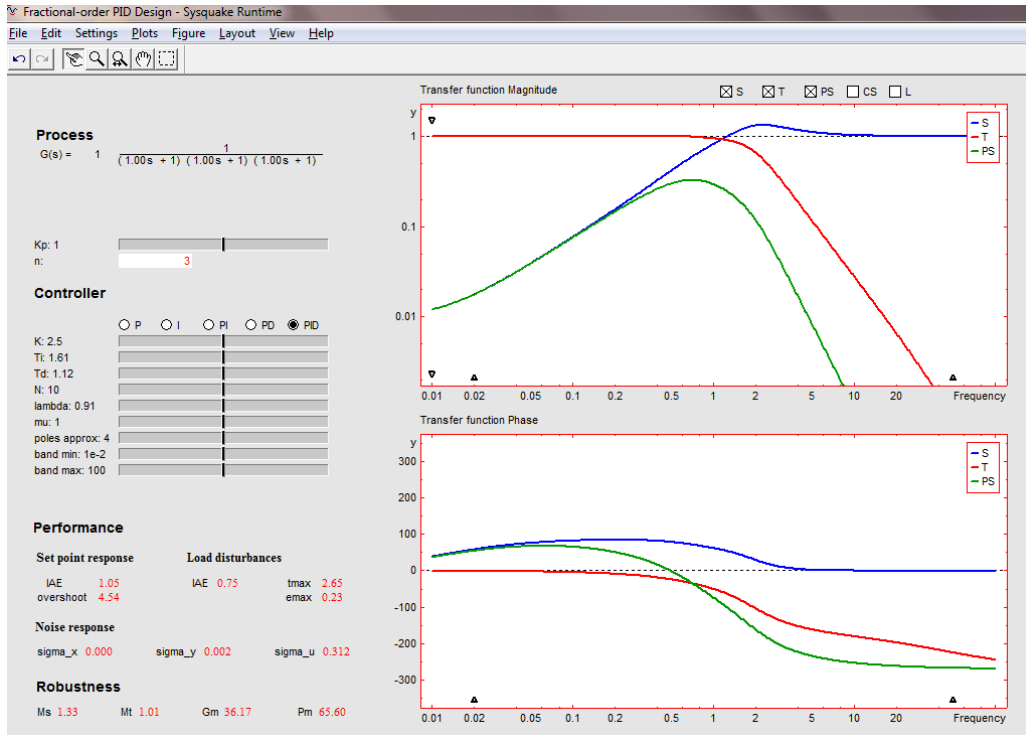 Fractional-order PID Design - Sysquake Runtime
File Edit Settings Plots Figure Layout View Help
Process
G(s) = 1 1
(1.00s + 1) (1.00s + 1) (1.00s + 1)
Kp: 1
n: 3
Controller
P I PI PD PID
K: 2.5
Ti: 1.61
Td: 1.12
N: 10
lambda: 0.91
mu: 1
poles approx: 4
band min: 1e-2
band max: 100
Performance
Set point response Load disturbances
IAE 1.05 IAE 0.75 tmax 2.65
overshoot 4.54 emax 0.23
Noise response
sigma_x 0.000 sigma_y 0.002 sigma_u 0.312
Robustness
Ms 1.33 Mt 1.01 Gm 36.17 Pm 65.60
Transfer function Magnitude S T PS CS L
y
1
0.1
0.01
S
T
PS
0.01 0.02 0.05 0.1 0.2 0.5 1 2 5 10 20 Frequency
Transfer function Phase
y
300
200
100
0
-100
-200
-300
S
T
PS
0.01 0.02 0.05 0.1 0.2 0.5 1 2 5 10 20 Frequency